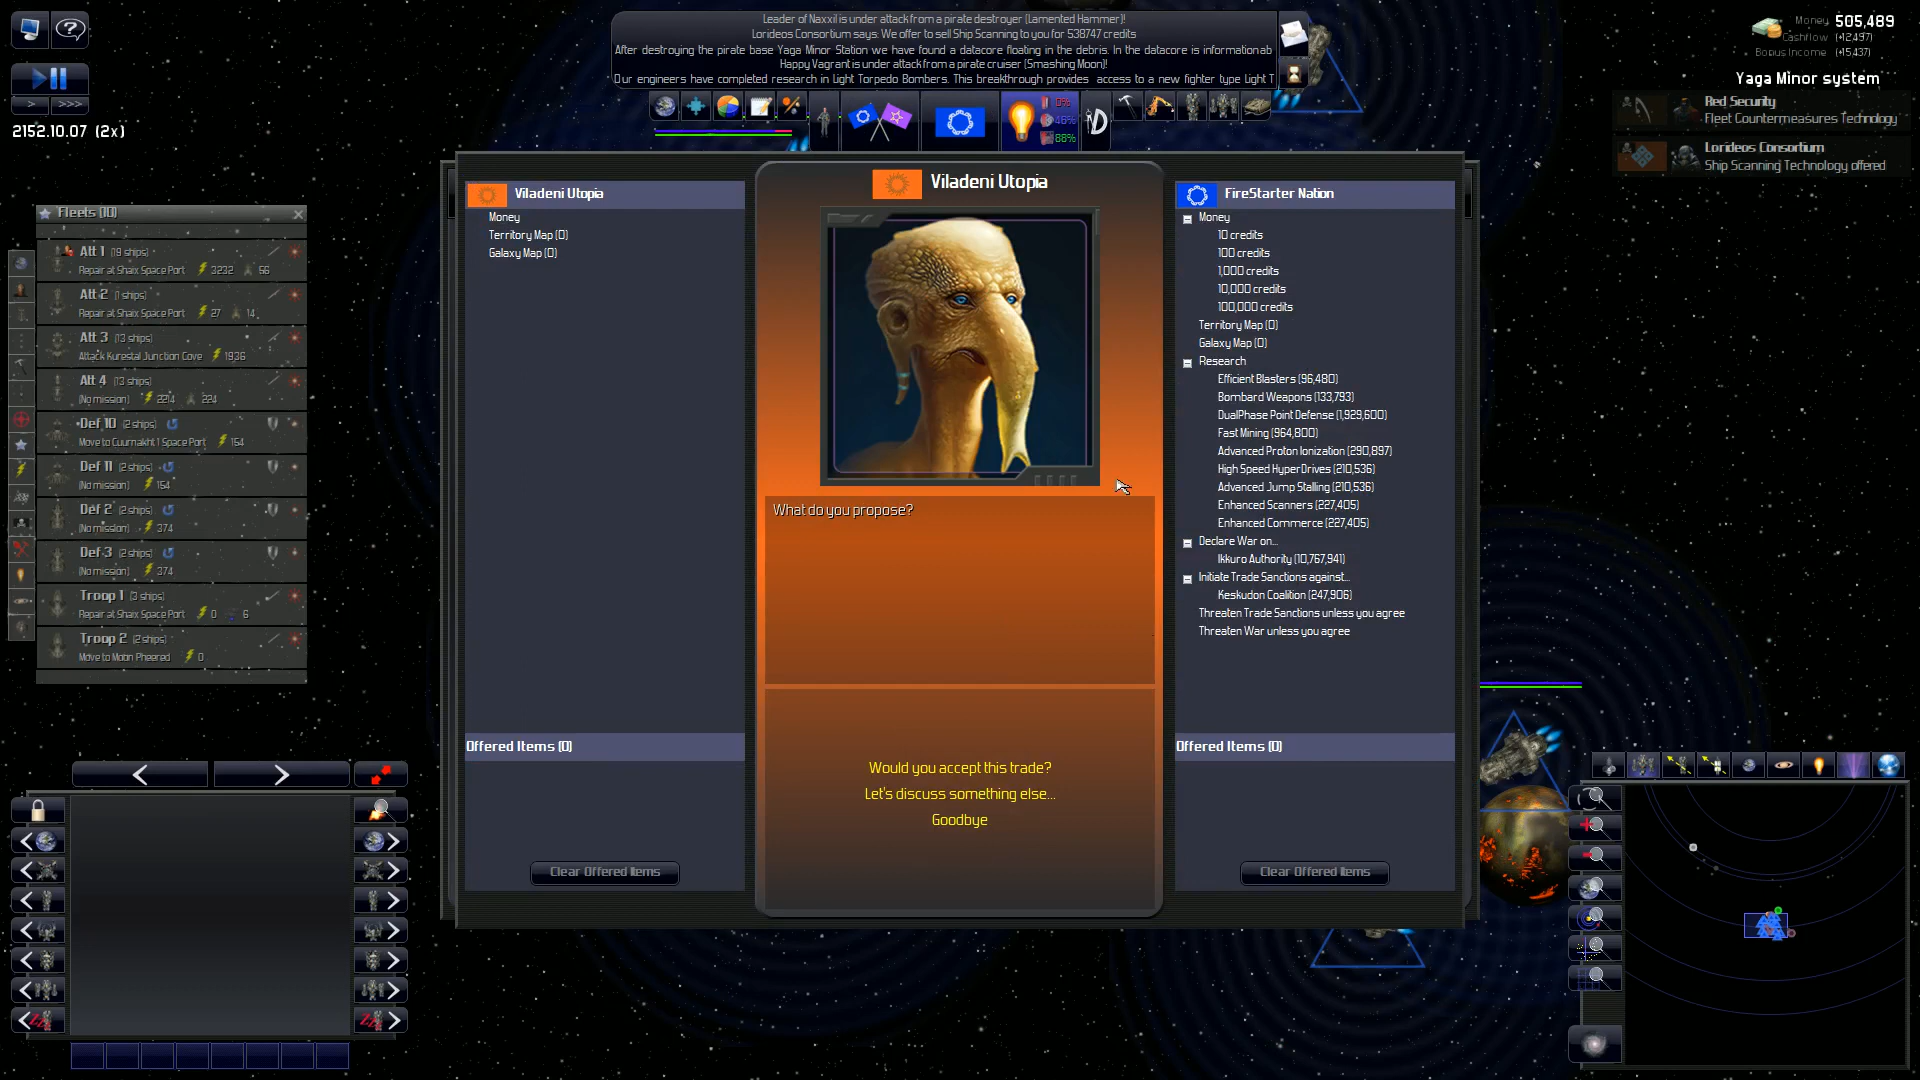 Leader of Naxxil is under attack from a pirate destroyer (Lamented Hammer)!
Lorideos Consortium says: We offer to sell Ship Scanning to you for 538747 credits
After destroying the pirate base Yaga Minor Station we have found a datacore floating in the debris. In the datacore is information ab
Happy Vagrant is under attack from a pirate cruiser (Smashing Moon)!
Our engineers have completed research in Light Torpedo Bombers. This breakthrough provides access to a new fighter type Light T
Money 505,489
Cashflow (+12,437)
Bonus Income (+15,437)
Yaga Minor system
Red Security
Fleet Countermeasures Technology
Lorideos Consortium
Ship Scanning Technology offered
> >>>
2152.10.07 (2x)
0%
46%
66%
Fleets (10)
Att 1 (19 ships)
Repair at Shaix Space Port 3232 56
Att 2 (1 ships)
Repair at Shaix Space Port 27 14
Att 3 (13 ships)
Attack Kurestal Junction Cove 1936
Att 4 (13 ships)
(No mission) 2214 224
Def 10 (2 ships)
Move to Cuurnakht 1 Space Port 154
Def 11 (2 ships)
(No mission) 154
Def 2 (2 ships)
(No mission) 374
Def 3 (2 ships)
(No mission) 374
Troop 1 (3 ships)
Repair at Shaix Space Port 0 6
Troop 2 (2 ships)
Move to Moon Pheered 0
Viladeni Utopia
Money
Territory Map (0)
Galaxy Map (0)
Offered Items (0)
Clear Offered Items
Viladeni Utopia
What do you propose?
Would you accept this trade?
Let's discuss something else...
Goodbye
FireStarter Nation
Money
10 credits
100 credits
1,000 credits
10,000 credits
100,000 credits
Territory Map (0)
Galaxy Map (0)
Research
Efficient Blasters (96,480)
Bombard Weapons (133,793)
DualPhase Point Defense (1,929,600)
Fast Mining (964,800)
Advanced Proton Ionization (290,897)
High Speed HyperDrives (210,536)
Advanced Jump Stalling (210,536)
Enhanced Scanners (227,405)
Enhanced Commerce (227,405)
Declare War on...
Ikkuro Authority (10,767,941)
Initiate Trade Sanctions against...
Keskudon Coalition (247,906)
Threaten Trade Sanctions unless you agree
Threaten War unless you agree
Offered Items (0)
Clear Offered Items